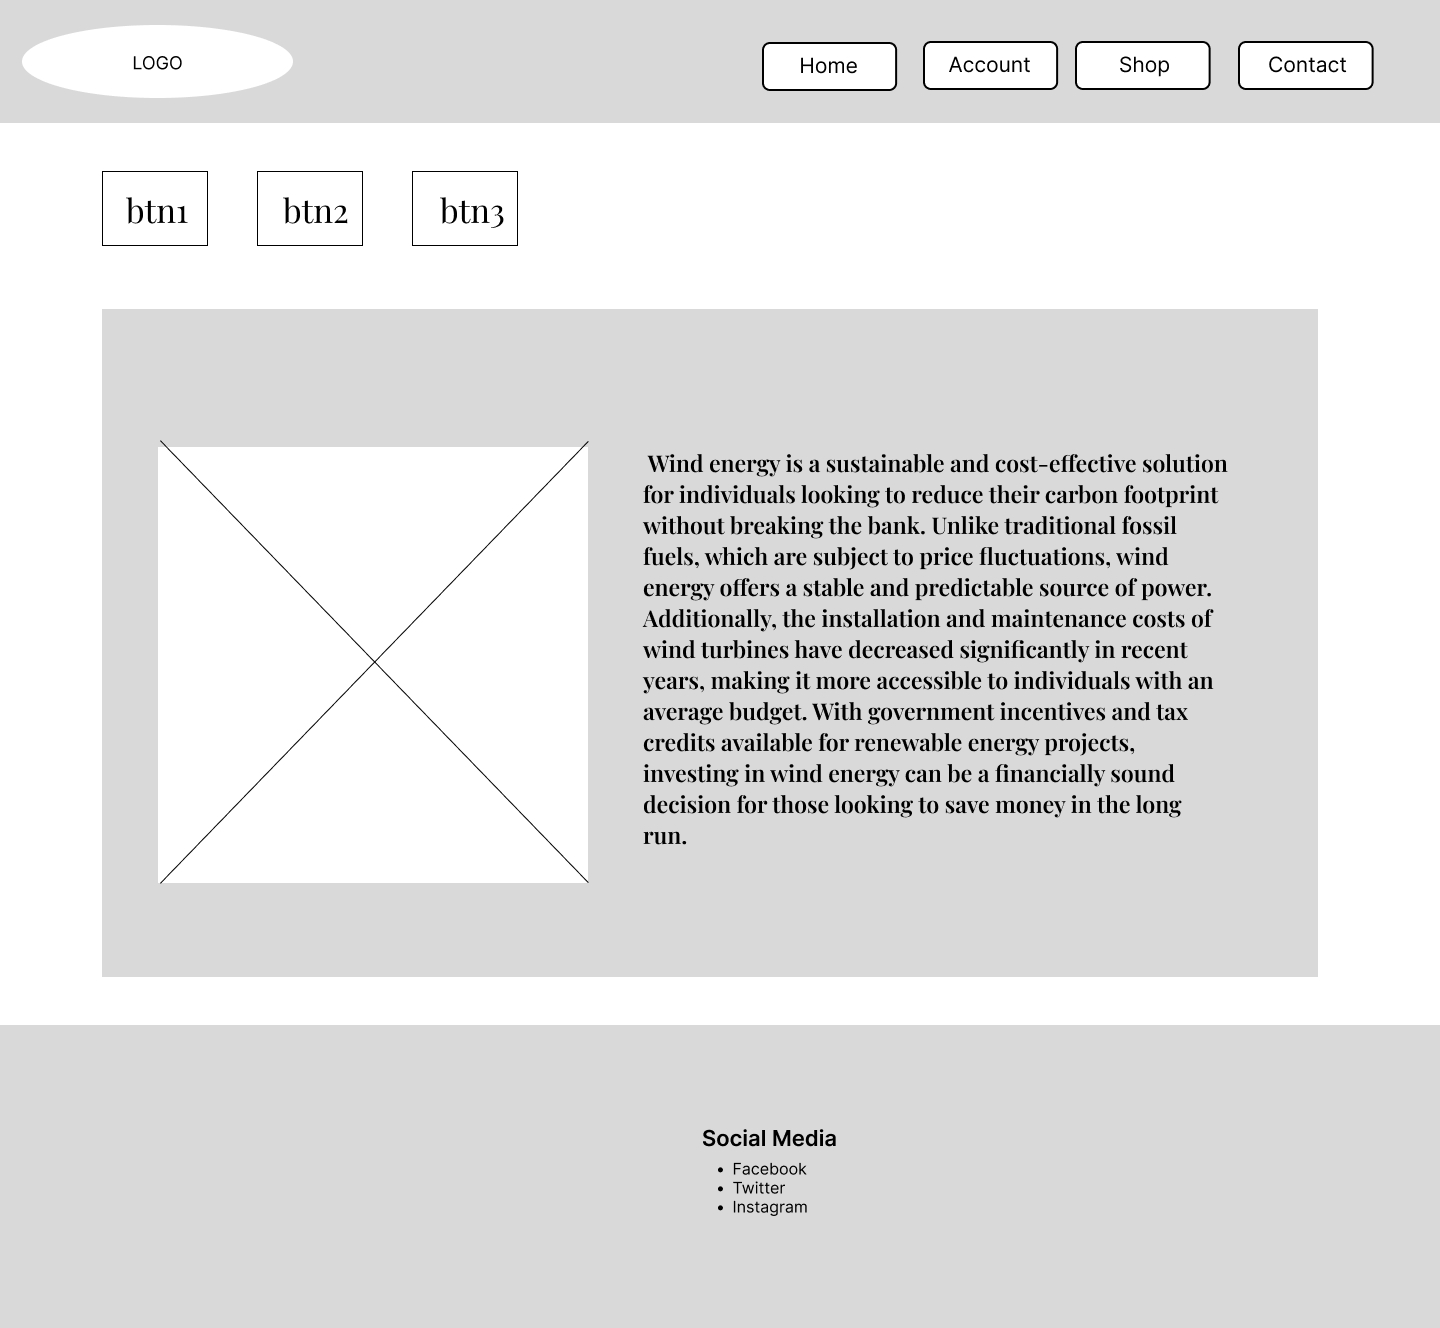 LOGO
Home
Account
Shop
Contact
btn1
btn2
btn3
Wind energy is a sustainable and cost-effective solution
for individuals looking to reduce their carbon footprint
without breaking the bank. Unlike traditional fossil
fuels, which are subject to price fluctuations, wind
energy offers a stable and predictable source of power.
Additionally, the installation and maintenance costs of
wind turbines have decreased significantly in recent
years, making it more accessible to individuals with an
average budget. With government incentives and tax
credits available for renewable energy projects,
investing in wind energy can be a financially sound
decision for those looking to save money in the long
run.
Social Media
• Facebook
• Twitter
• Instagram